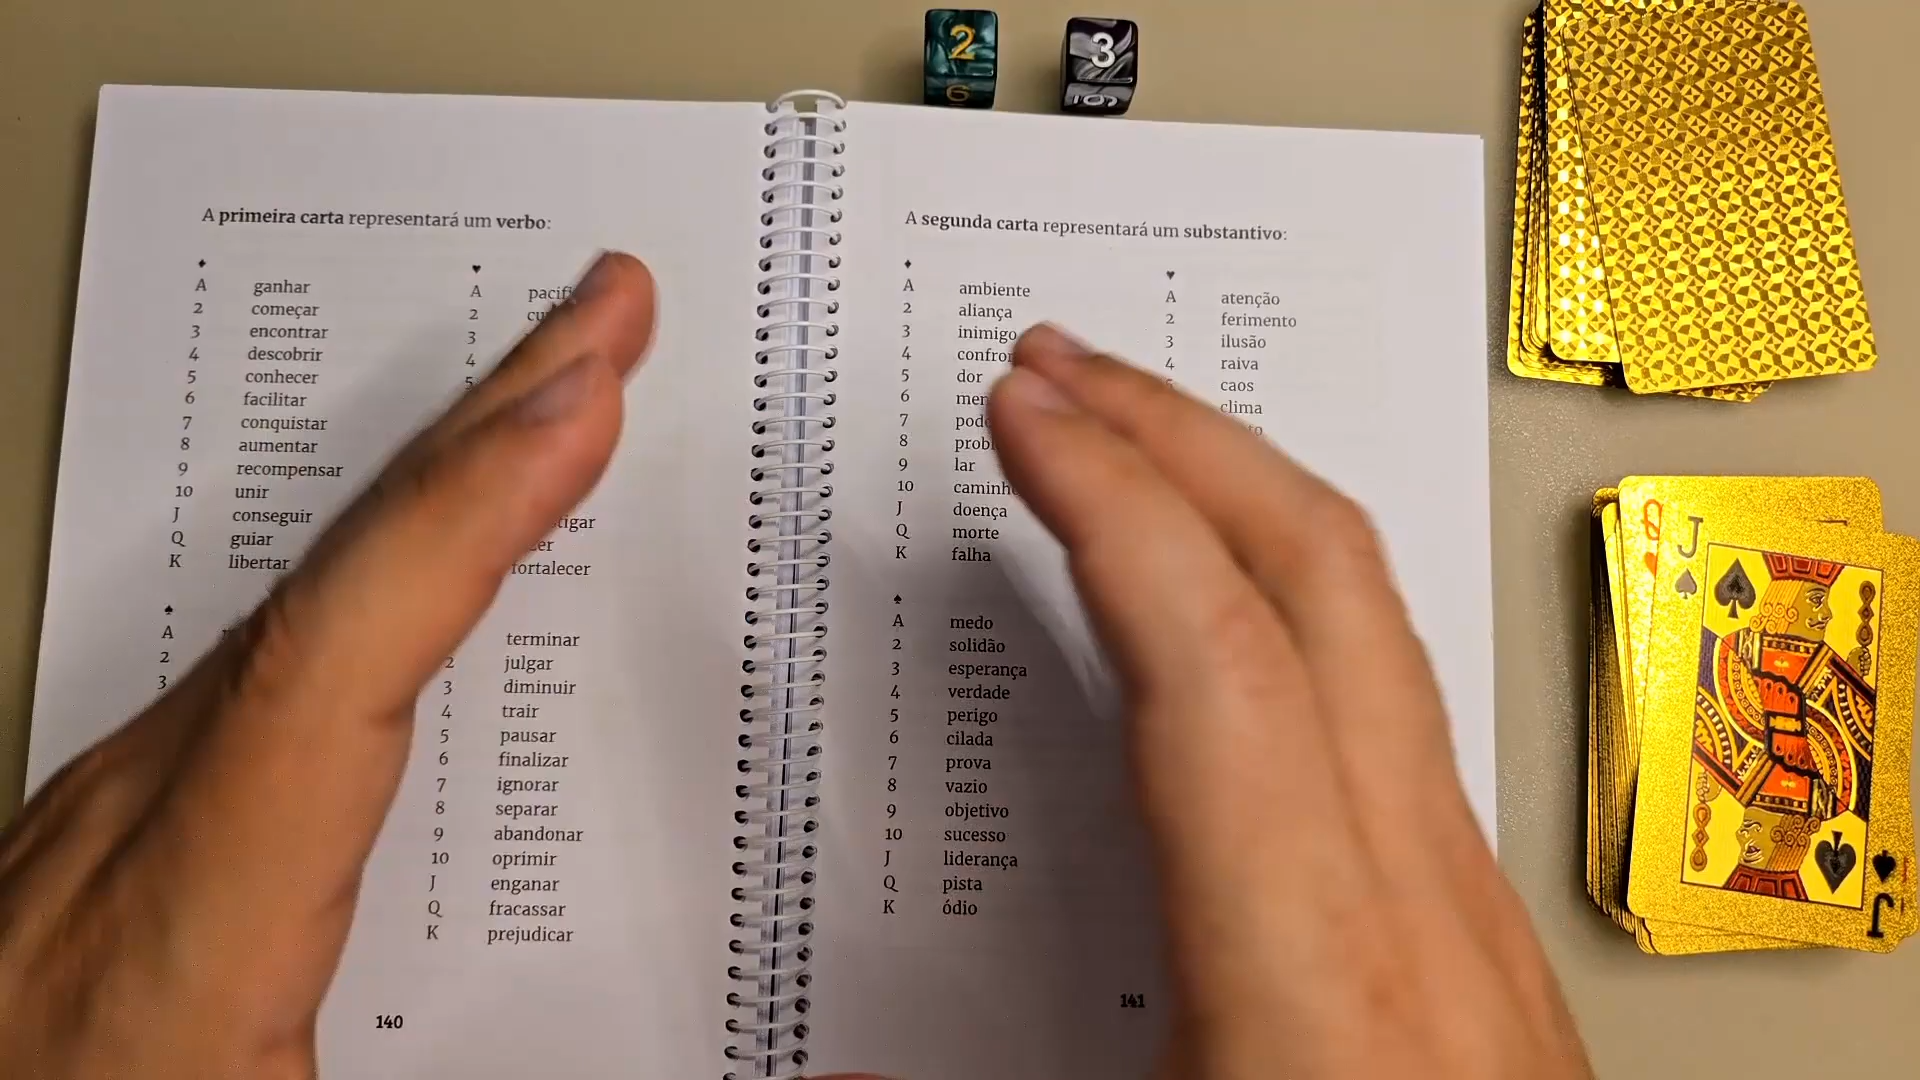 A primeira carta representará um verbo:
♦
A ganhar
2 começar
3 encontrar
4 descobrir
5 conhecer
6 facilitar
7 conquistar
8 aumentar
9 recompensar
10 unir
J conseguir
Q guiar
K libertar
♥
A
2
3
4
5
fortalecer
♠
A
2
3
terminar
2 julgar
3 diminuir
4 trair
5 pausar
6 finalizar
7 ignorar
8 separar
9 abandonar
10 oprimir
J enganar
Q fracassar
K prejudicar
140
A segunda carta representará um substantivo:
♦
A ambiente
2 aliança
3 inimigo
4
5 dor
6
7
8
9 lar
10 caminho
J doença
Q morte
K falha
♥
A atenção
2 ferimento
3 ilusão
4 raiva
5 caos
clima
♠
A medo
2 solidão
3 esperança
4 verdade
5 perigo
6 cilada
7 prova
8 vazio
9 objetivo
10 sucesso
J liderança
Q pista
K ódio
141
2
6
3
6
Q
J
J